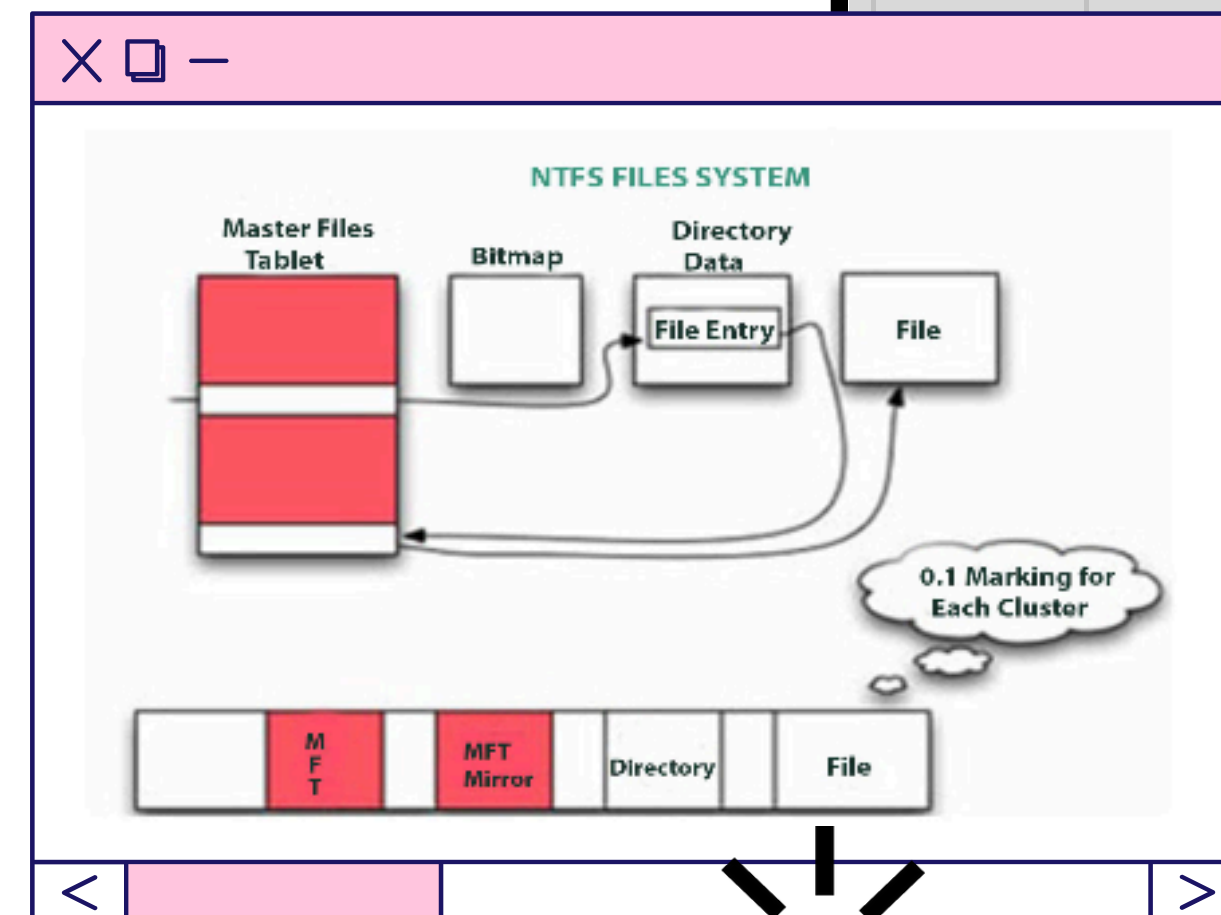 NTFS FILES SYSTEM
Master Files
Tablet
Bitmap
Directory
Data
File Entry
File
0.1 Marking for
Each Cluster
M
F
T
MFT
Mirror
Directory
File